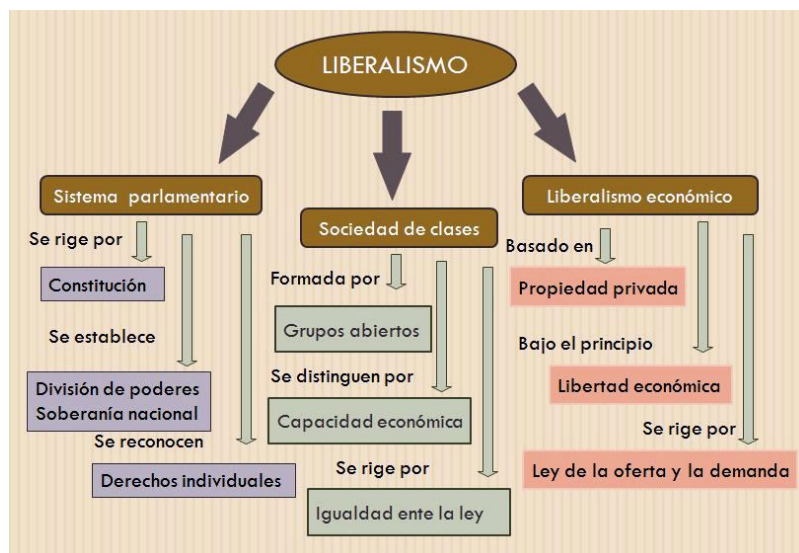 LIBERALISMO
Sistema parlamentario
Se rige por
Constitución
Se establece
División de poderes
Soberanía nacional
Se reconocen
Derechos individuales
Sociedad de clases
Formada por
Grupos abiertos
Se distinguen por
Capacidad económica
Se rige por
Igualdad ente la ley
Liberalismo económico
Basado en
Propiedad privada
Bajo el principio
Libertad económica
Se rige por
Ley de la oferta y la demanda